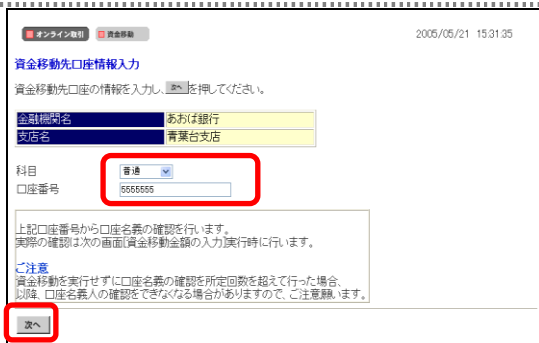 オンライン取引 資金移動 2005/05/21 15:31:35
資金移動先口座情報入力
資金移動先口座の情報を入力し、次へを押してください。
金融機関名 あおば銀行
支店名 青葉台支店
科目 普通
口座番号 5555555
上記口座番号から口座名義の確認を行います。
実際の確認は次の画面[資金移動金額の入力]実行時に行います。
ご注意
資金移動を実行せずに口座名義の確認を所定回数を超えて行った場合、
以降、口座名義人の確認をできなくなる場合がありますので、ご注意願います。
次へ